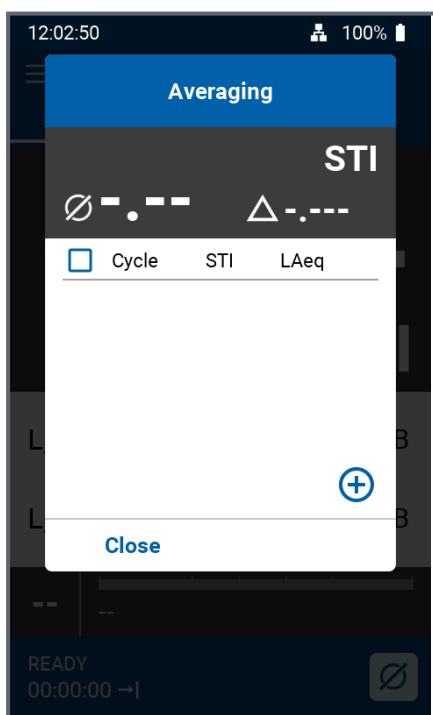 12:02:50 100%
Averaging
STI
Ø -.-- △ -.---
Cycle STI LAeq
L B
L B
Close
-- --
READY
00:00:00 →|
Ø